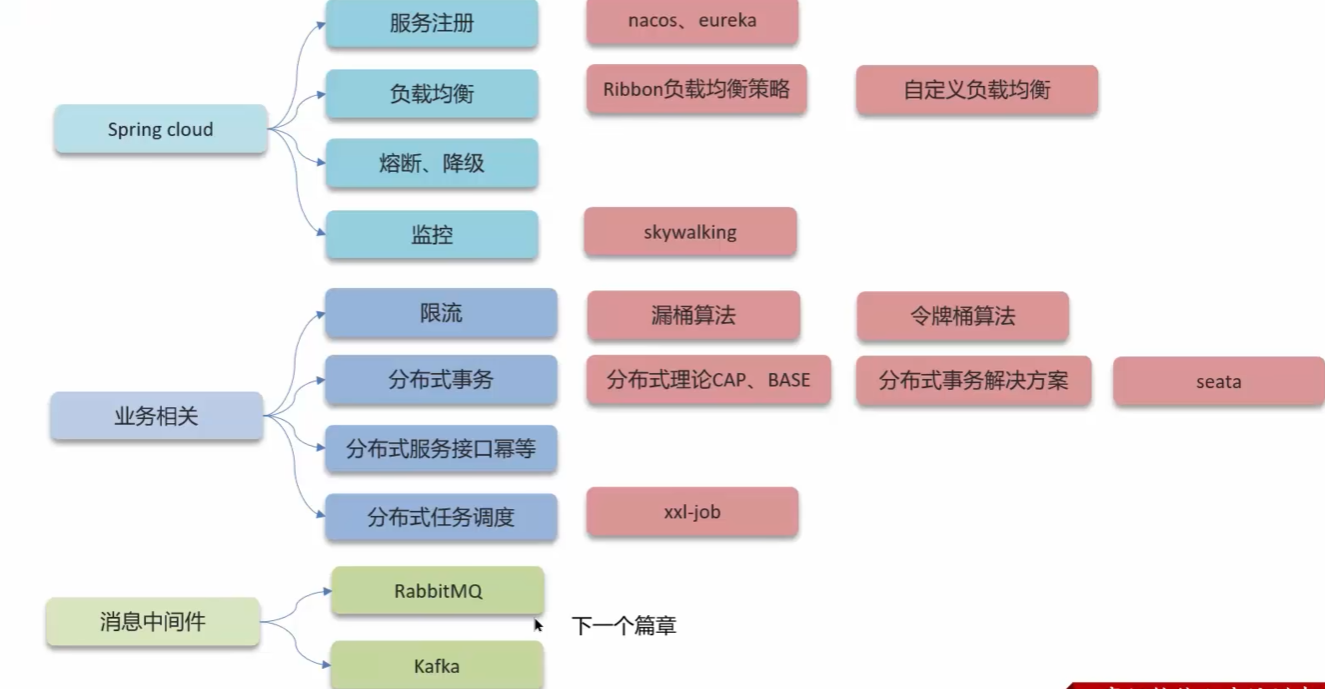 服务注册
nacos、eureka
负载均衡
Ribbon负载均衡策略
自定义负载均衡
Spring cloud
熔断、降级
监控
skywalking
限流
漏桶算法
令牌桶算法
分布式事务
分布式理论CAP、BASE
分布式事务解决方案
seata
业务相关
分布式服务接口幂等
分布式任务调度
xxl-job
RabbitMQ
消息中间件
下一个篇章
Kafka